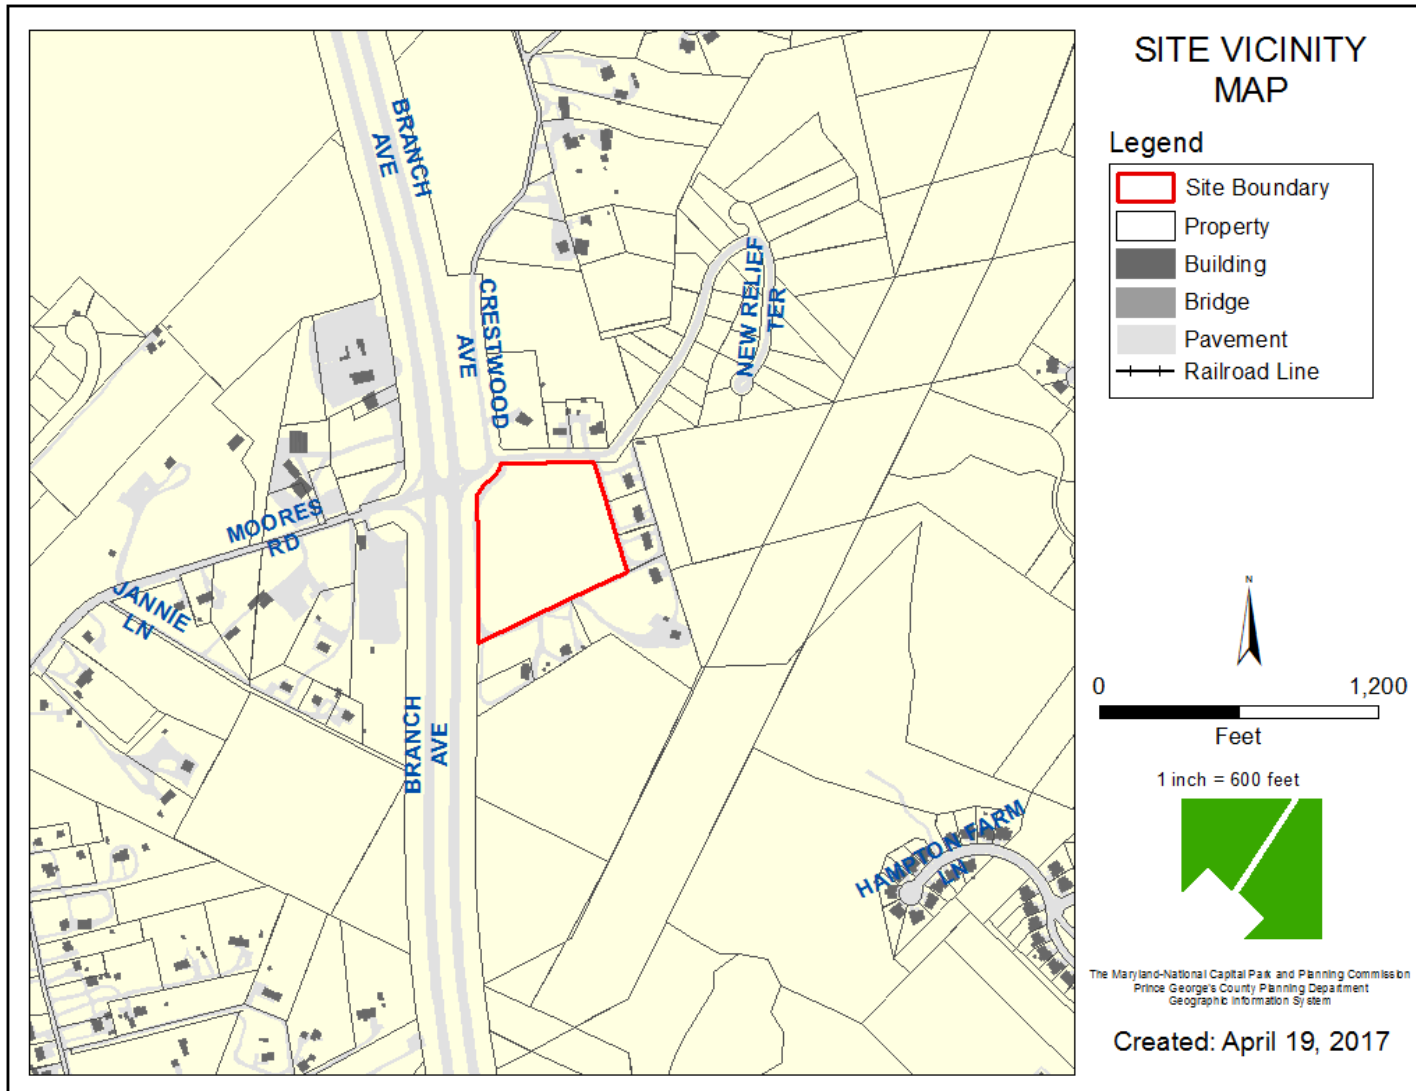 SITE VICINITY
MAP
Legend
Site Boundary
Property
Building
Bridge
Pavement
Railroad Line
BRANCH
AVE
CRESTWOOD
AVE
NEW RELIEF
TER
MOORES
RD
JANNIE
LN
BRANCH
AVE
HAMPTON FARM
LN
N
0 1,200
Feet
1 inch = 600 feet
The Maryland-National Capital Park and Planning Commission
Prince George's County Planning Department
Geographic Information System
Created: April 19, 2017